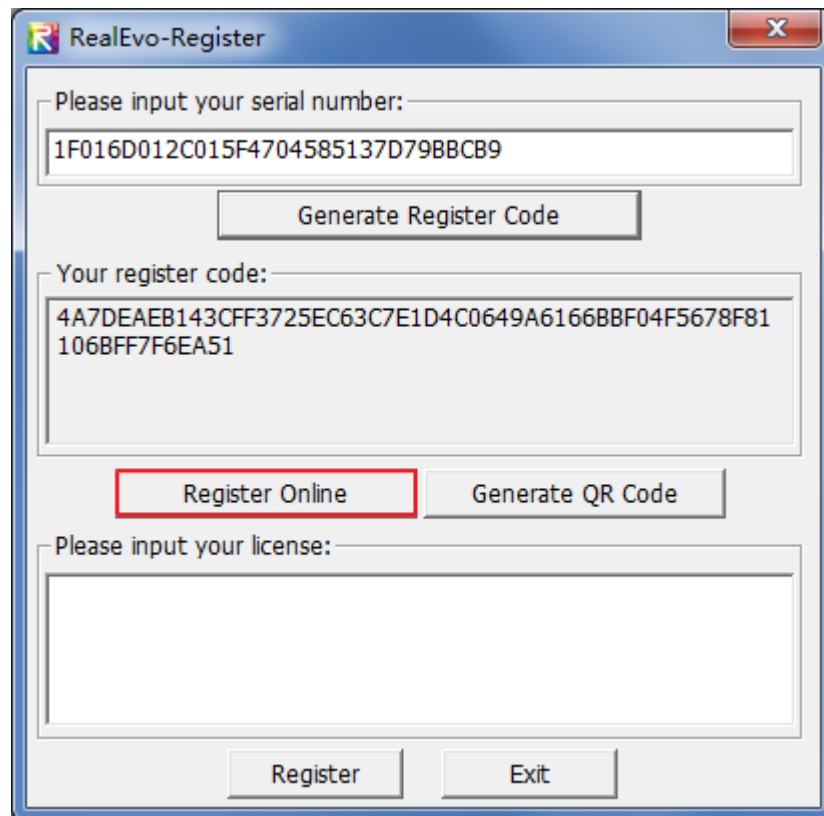 RealEvo-Register
Please input your serial number:
1F016D012C015F4704585137D79BBCB9
Generate Register Code
Your register code:
4A7DEAEB143CFF3725EC63C7E1D4C0649A6166BBF04F5678F81
106BFF7F6EA51
Register Online
Generate QR Code
Please input your license:
Register
Exit